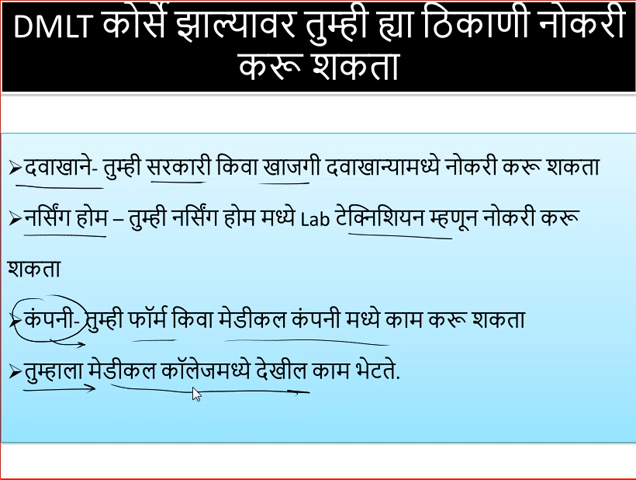 DMLT कोर्से झाल्यावर तुम्ही ह्या ठिकाणी नोकरी
करू शकता
➢दवाखाने- तुम्ही सरकारी किवा खाजगी दवाखान्यामध्ये नोकरी करू शकता
➢नर्सिंग होम – तुम्ही नर्सिंग होम मध्ये Lab टेक्निशियन म्हणून नोकरी करू
शकता
➢कंपनी- तुम्ही फॉर्म किवा मेडीकल कंपनी मध्ये काम करू शकता
➢तुम्हाला मेडीकल कॉलेजमध्ये देखील काम भेटते.